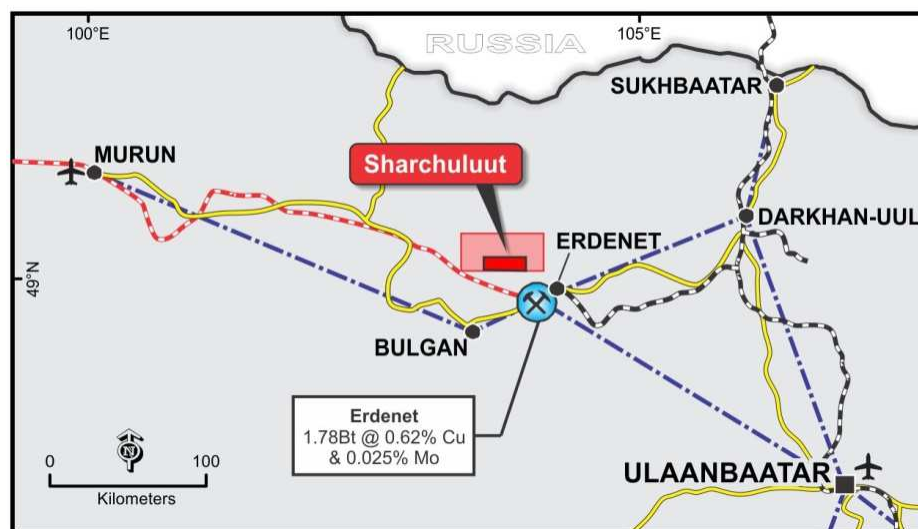 100°E
105°E
RUSSIA
SUKHBAATAR
MURUN
Sharchuluut
DARKHAN-UUL
ERDENET
49°N
BULGAN
Erdenet
1.78Bt @ 0.62% Cu
& 0.025% Mo
N
0 100
Kilometers
ULAANBAATAR